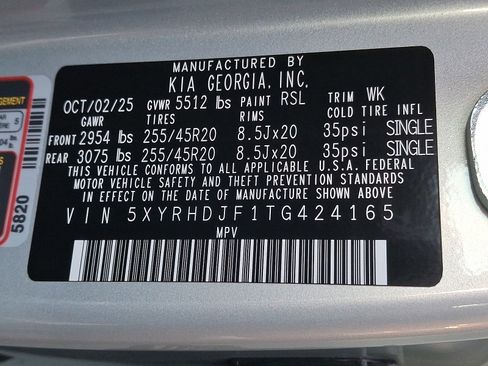 MANUFACTURED BY
KIA GEORGIA, INC.
OCT/02/25 GVWR 5512 lbs PAINT RSL TRIM WK
GAWR TIRES RIMS COLD TIRE INFL
FRONT 2954 lbs 255/45R20 8.5Jx20 35psi SINGLE
REAR 3075 lbs 255/45R20 8.5Jx20 35psi SINGLE
THIS VEHICLE CONFORMS TO ALL APPLICABLE U.S.A. FEDERAL
MOTOR VEHICLE SAFETY AND THEFT PREVENTION STANDARDS
IN EFFECT ON THE DATE OF MANUFACTURE SHOWN ABOVE.
VIN 5XYRHDJF1TG424165
MPV
5820